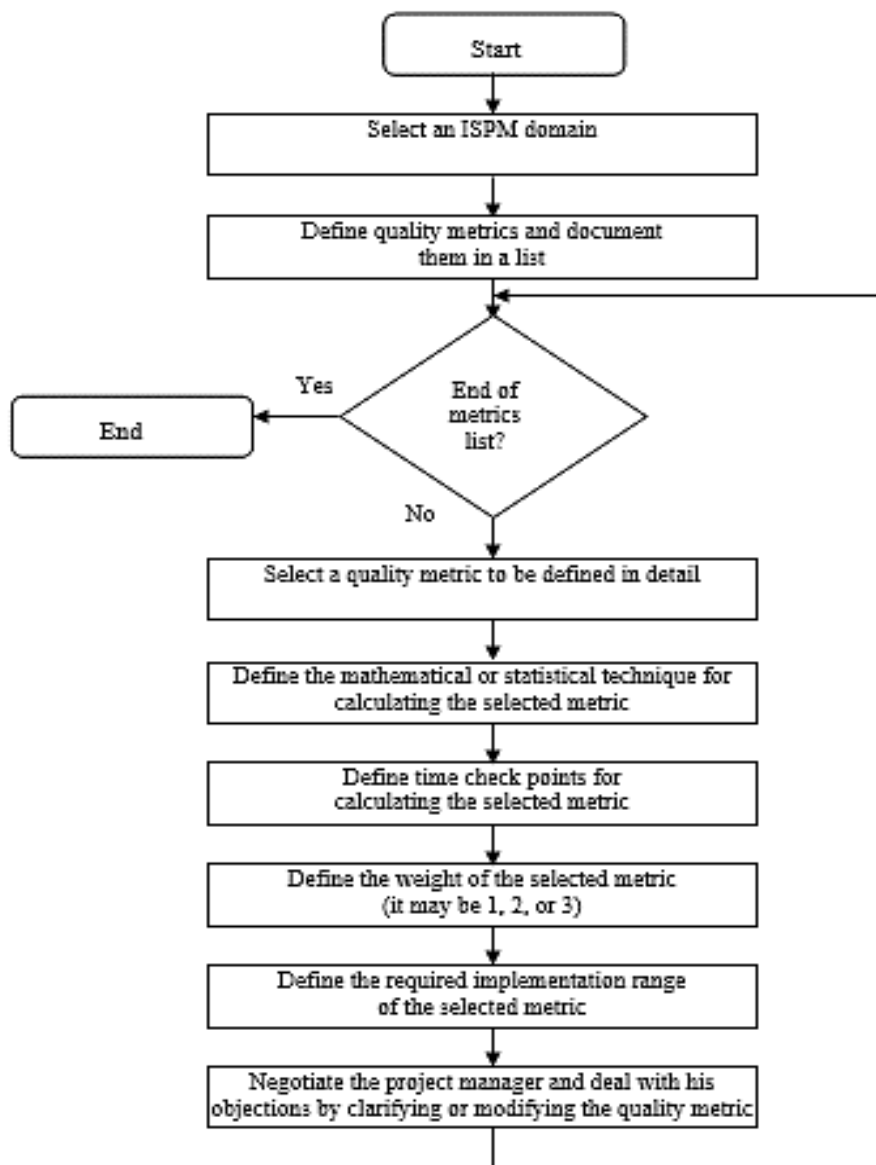 Start
Select an ISPM domain
Define quality metrics and document
them in a list
Yes
End of
metrics
list?
End
No
Select a quality metric to be defined in detail
Define the mathematical or statistical technique for
calculating the selected metric
Define time check points for
calculating the selected metric
Define the weight of the selected metric
(it may be 1, 2, or 3)
Define the required implementation range
of the selected metric
Negotiate the project manager and deal with his
objections by clarifying or modifying the quality metric